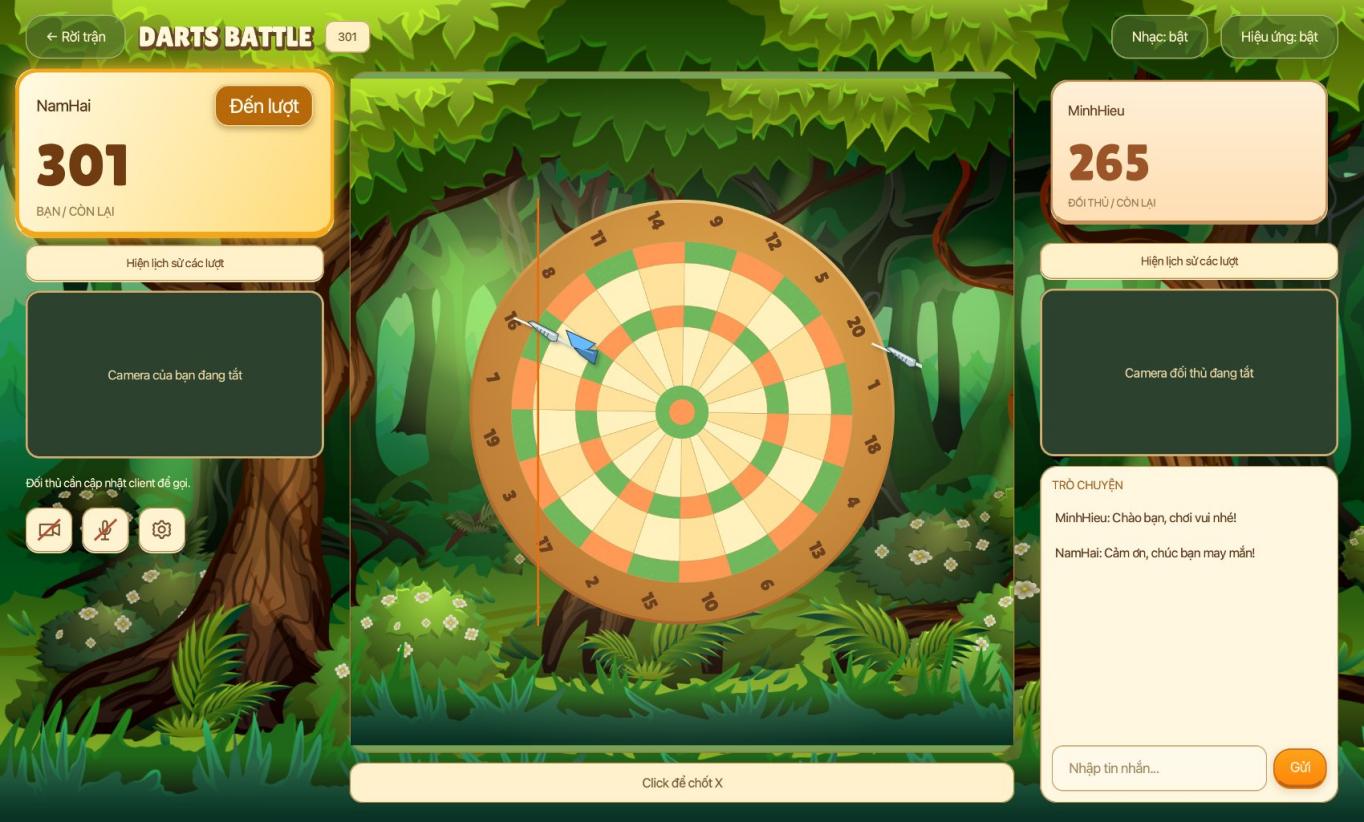 ← Rời trận
DARTS BATTLE
301
Nhạc: bật
Hiệu ứng: bật
NamHai
Đến lượt
301
BẠN / CÒN LẠI
Hiện lịch sử các lượt
Camera của bạn đang tắt
Đối thủ cần cập nhật client để gọi.
14
9
12
5
20
1
18
4
13
6
10
15
2
17
3
19
7
16
8
11
Click để chốt X
MinhHieu
265
ĐỐI THỦ / CÒN LẠI
Hiện lịch sử các lượt
Camera đối thủ đang tắt
TRÒ CHUYỆN
MinhHieu: Chào bạn, chơi vui nhé!
NamHai: Cảm ơn, chúc bạn may mắn!
Nhập tin nhắn...
Gửi